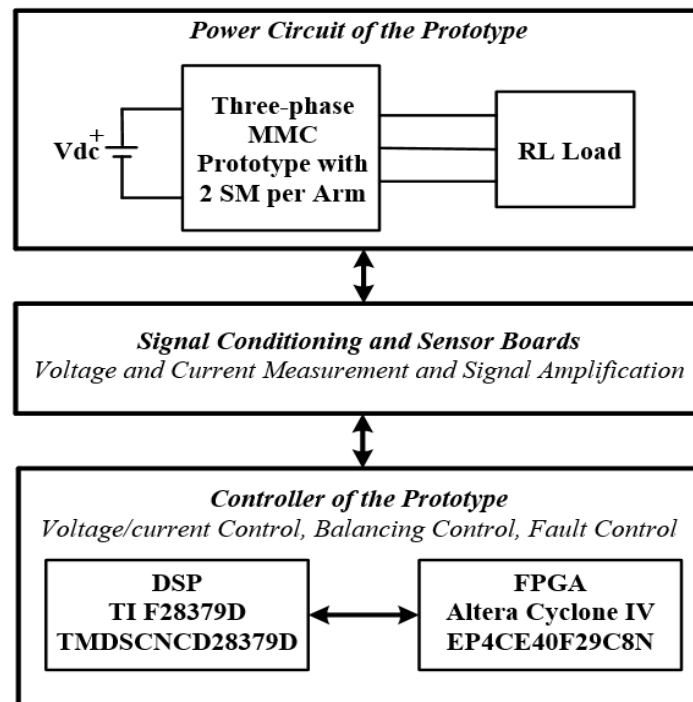 Power Circuit of the Prototype
+
Vdc
Three-phase
MMC
Prototype with
2 SM per Arm
RL Load
Signal Conditioning and Sensor Boards
Voltage and Current Measurement and Signal Amplification
Controller of the Prototype
Voltage/current Control, Balancing Control, Fault Control
DSP
TI F28379D
TMDSCNCD28379D
FPGA
Altera Cyclone IV
EP4CE40F29C8N